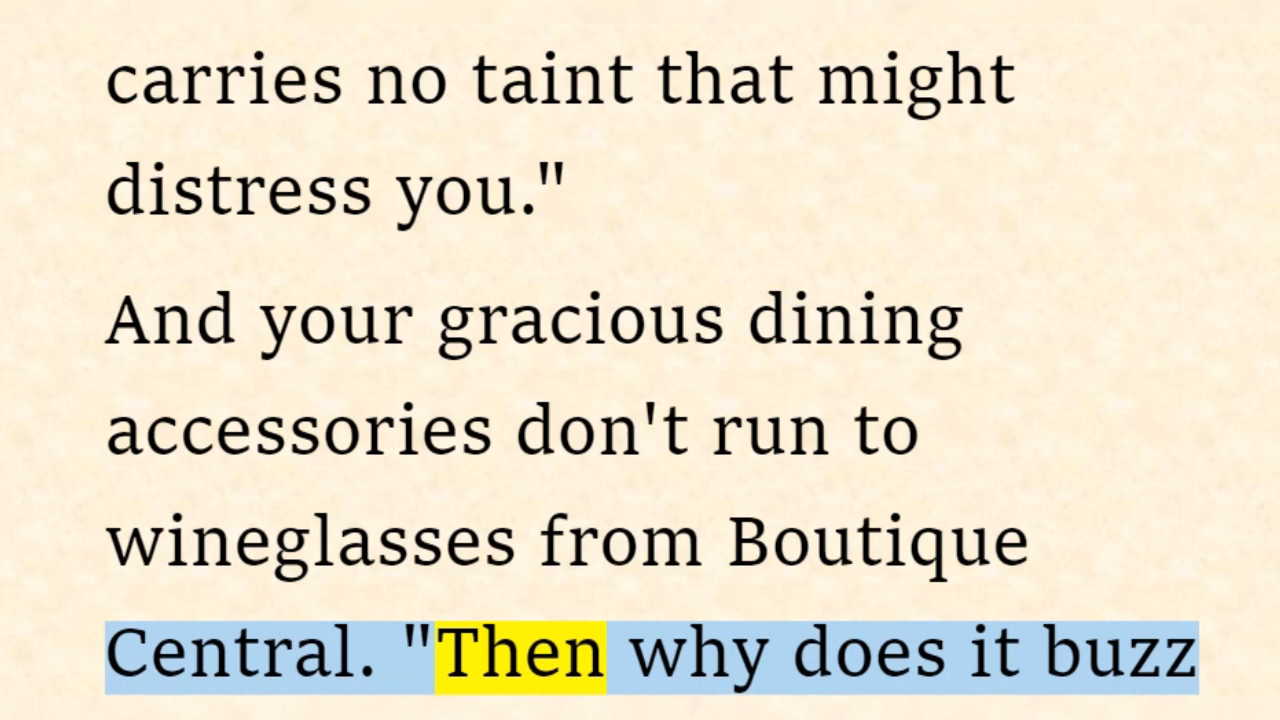 carries no taint that might
distress you."
And your gracious dining
accessories don't run to
wineglasses from Boutique
Central. "Then why does it buzz